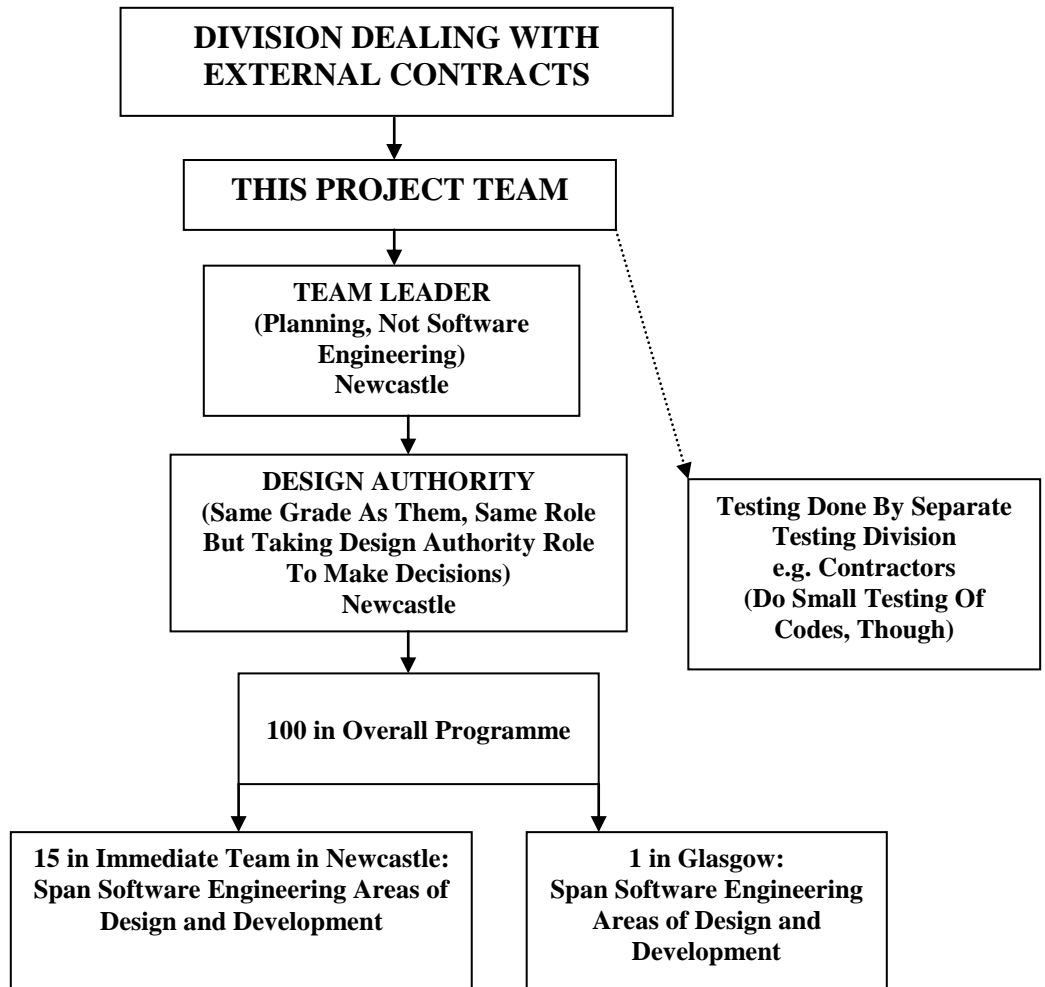 DIVISION DEALING WITH
EXTERNAL CONTRACTS
THIS PROJECT TEAM
TEAM LEADER
(Planning, Not Software
Engineering)
Newcastle
DESIGN AUTHORITY
(Same Grade As Them, Same Role
But Taking Design Authority Role
To Make Decisions)
Newcastle
Testing Done By Separate
Testing Division
e.g. Contractors
(Do Small Testing Of
Codes, Though)
100 in Overall Programme
15 in Immediate Team in Newcastle:
Span Software Engineering Areas of
Design and Development
1 in Glasgow:
Span Software Engineering
Areas of Design and
Development